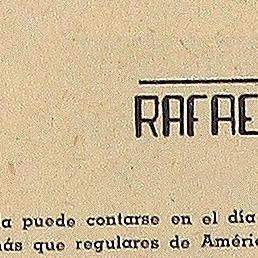 RAFAE
a puede contarse en el día
nás que regulares de Améri